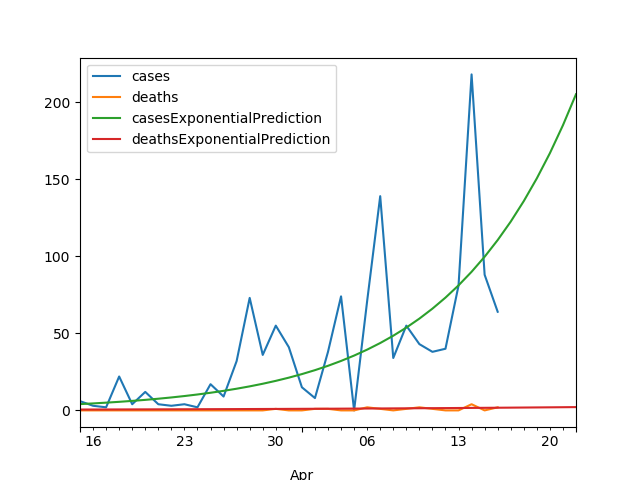 cases
deaths
casesExponentialPrediction
deathsExponentialPrediction
200
150
100
50
0
16 23 30 06 13 20
Apr